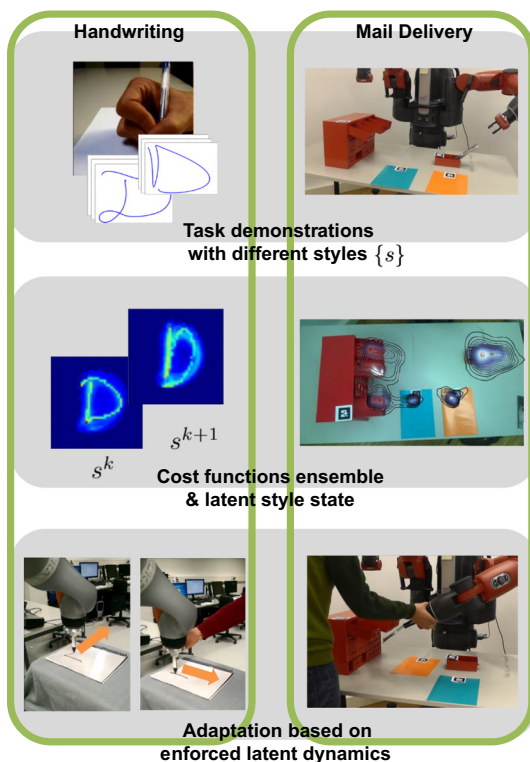 Handwriting
Mail Delivery
Task demonstrations
with different styles {s}
s^k
s^{k+1}
Cost functions ensemble
& latent style state
Adaptation based on
enforced latent dynamics